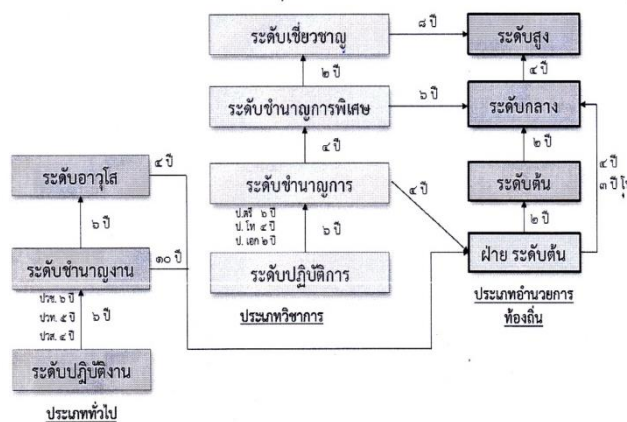 ระดับเชี่ยวชาญ
๘ ปี
ระดับสูง
๒ ปี
๔ ปี
ระดับชำนาญการพิเศษ
๖ ปี
ระดับกลาง
๔ ปี
๒ ปี
๔ ปี
๓ ปี
ระดับอาวุโส
๔ ปี
ระดับชำนาญการ
๔ ปี
ระดับต้น
๖ ปี
ป.ตรี ๖ ปี
ป.โท ๔ ปี
ป.เอก ๒ ปี
๖ ปี
๒ ปี
ระดับชำนาญงาน
๑๐ ปี
ระดับปฏิบัติการ
ฝ่าย ระดับต้น
ปวช. ๖ ปี
ปวท. ๕ ปี
ปวส. ๔ ปี
๖ ปี
ประเภทวิชาการ
ประเภทอำนวยการ
ท้องถิ่น
ระดับปฏิบัติงาน
ประเภททั่วไป